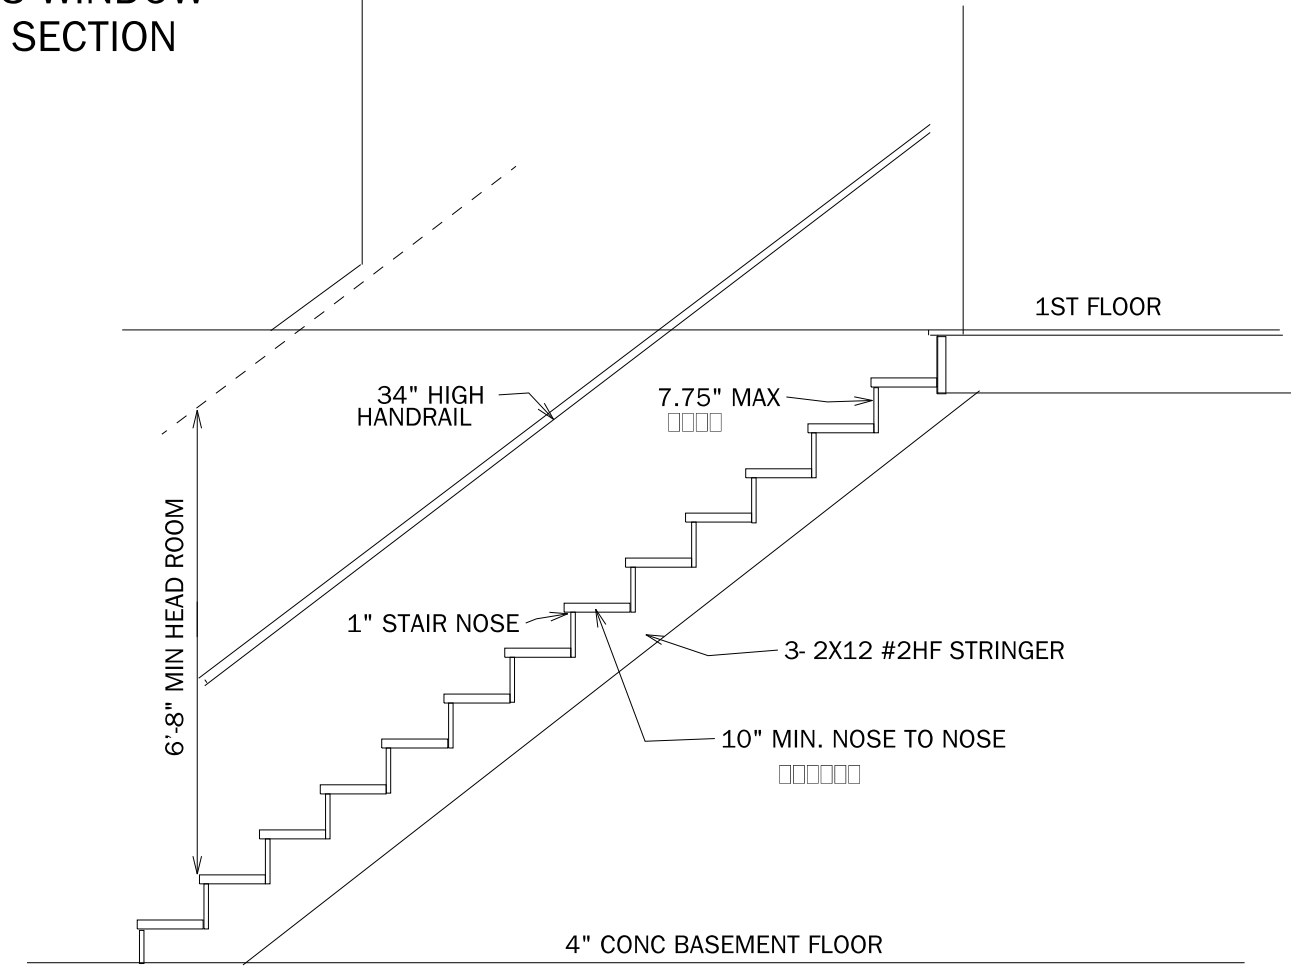 SECTION
1ST FLOOR
34" HIGH
HANDRAIL
7.75" MAX
6'-8" MIN HEAD ROOM
1" STAIR NOSE
3- 2X12 #2HF STRINGER
10" MIN. NOSE TO NOSE
4" CONC BASEMENT FLOOR